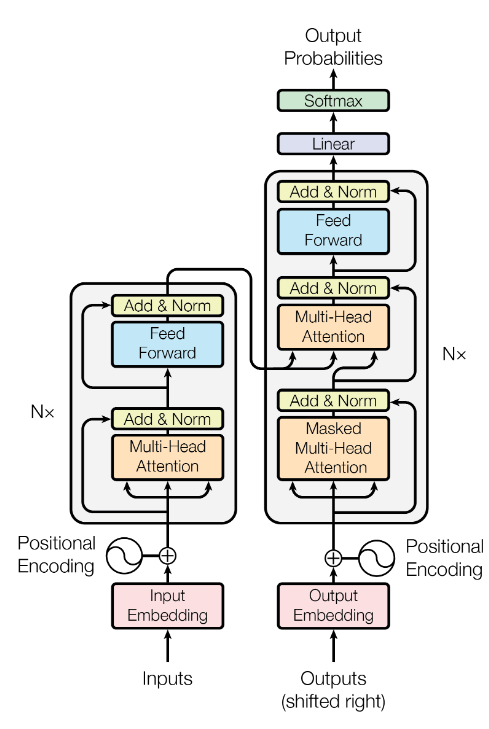 Output
Probabilities
Softmax
Linear
Add & Norm
Feed
Forward
Add & Norm
Multi-Head
Attention
Add & Norm
Masked
Multi-Head
Attention
Nx
Add & Norm
Feed
Forward
Nx
Add & Norm
Multi-Head
Attention
Positional
Encoding
Positional
Encoding
Input
Embedding
Output
Embedding
Inputs
Outputs
(shifted right)